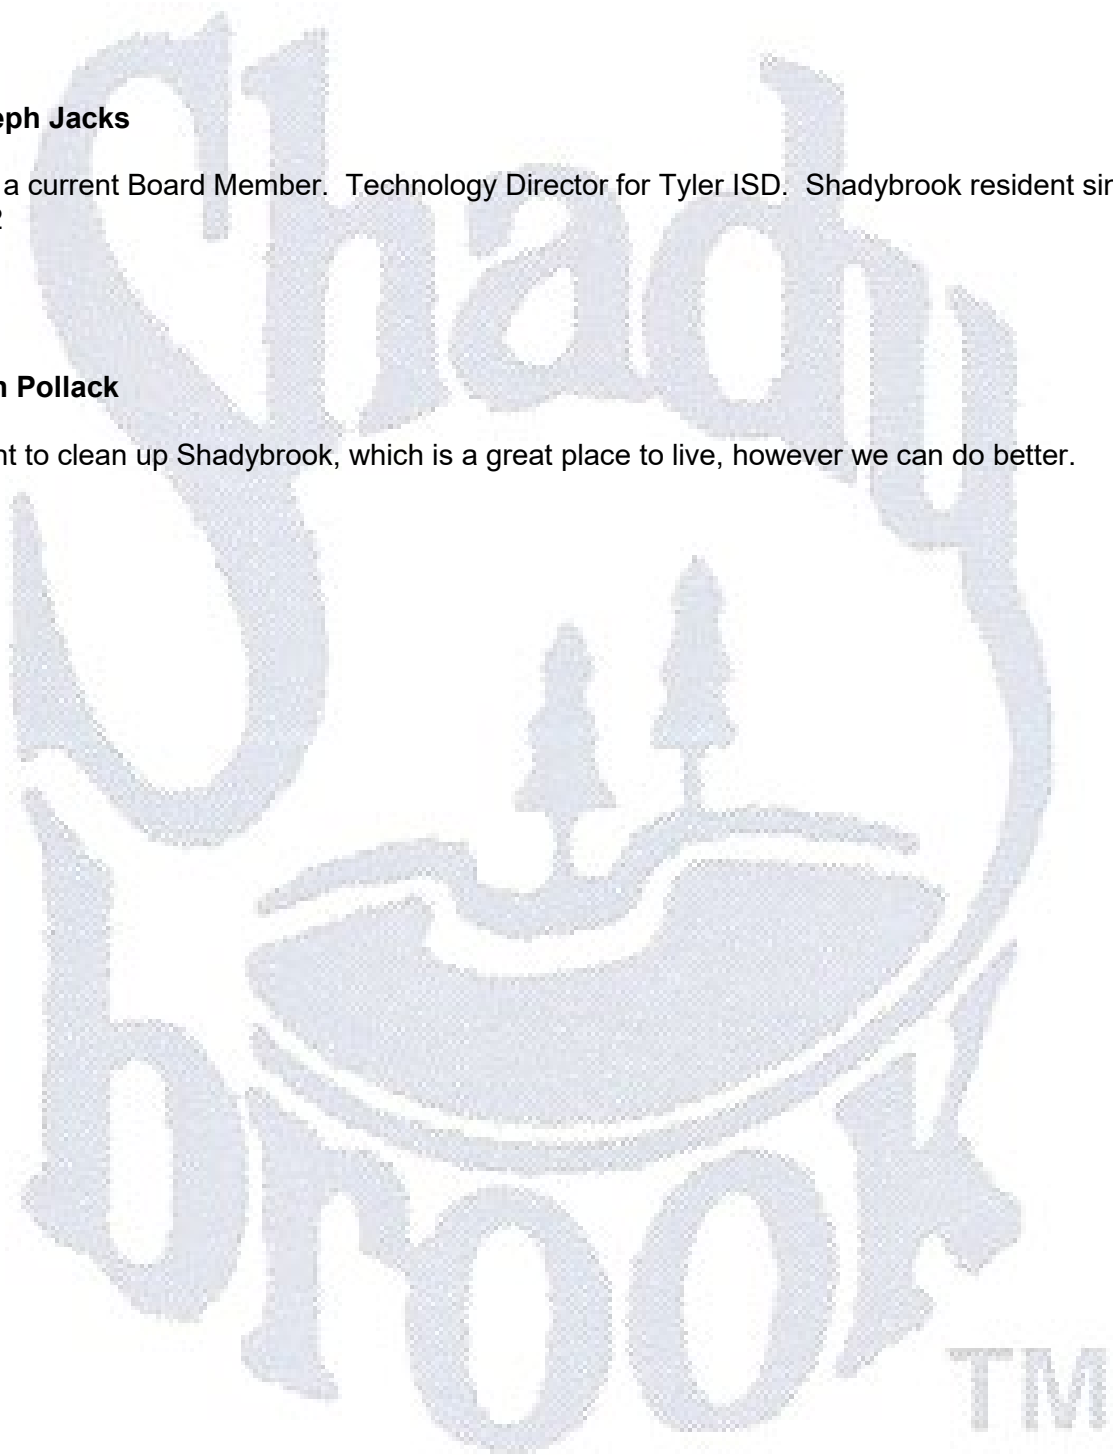 eph Jacks
a current Board Member. Technology Director for Tyler ISD. Shadybrook resident sin
2
n Pollack
nt to clean up Shadybrook, which is a great place to live, however we can do better.
Shady
brook
TM